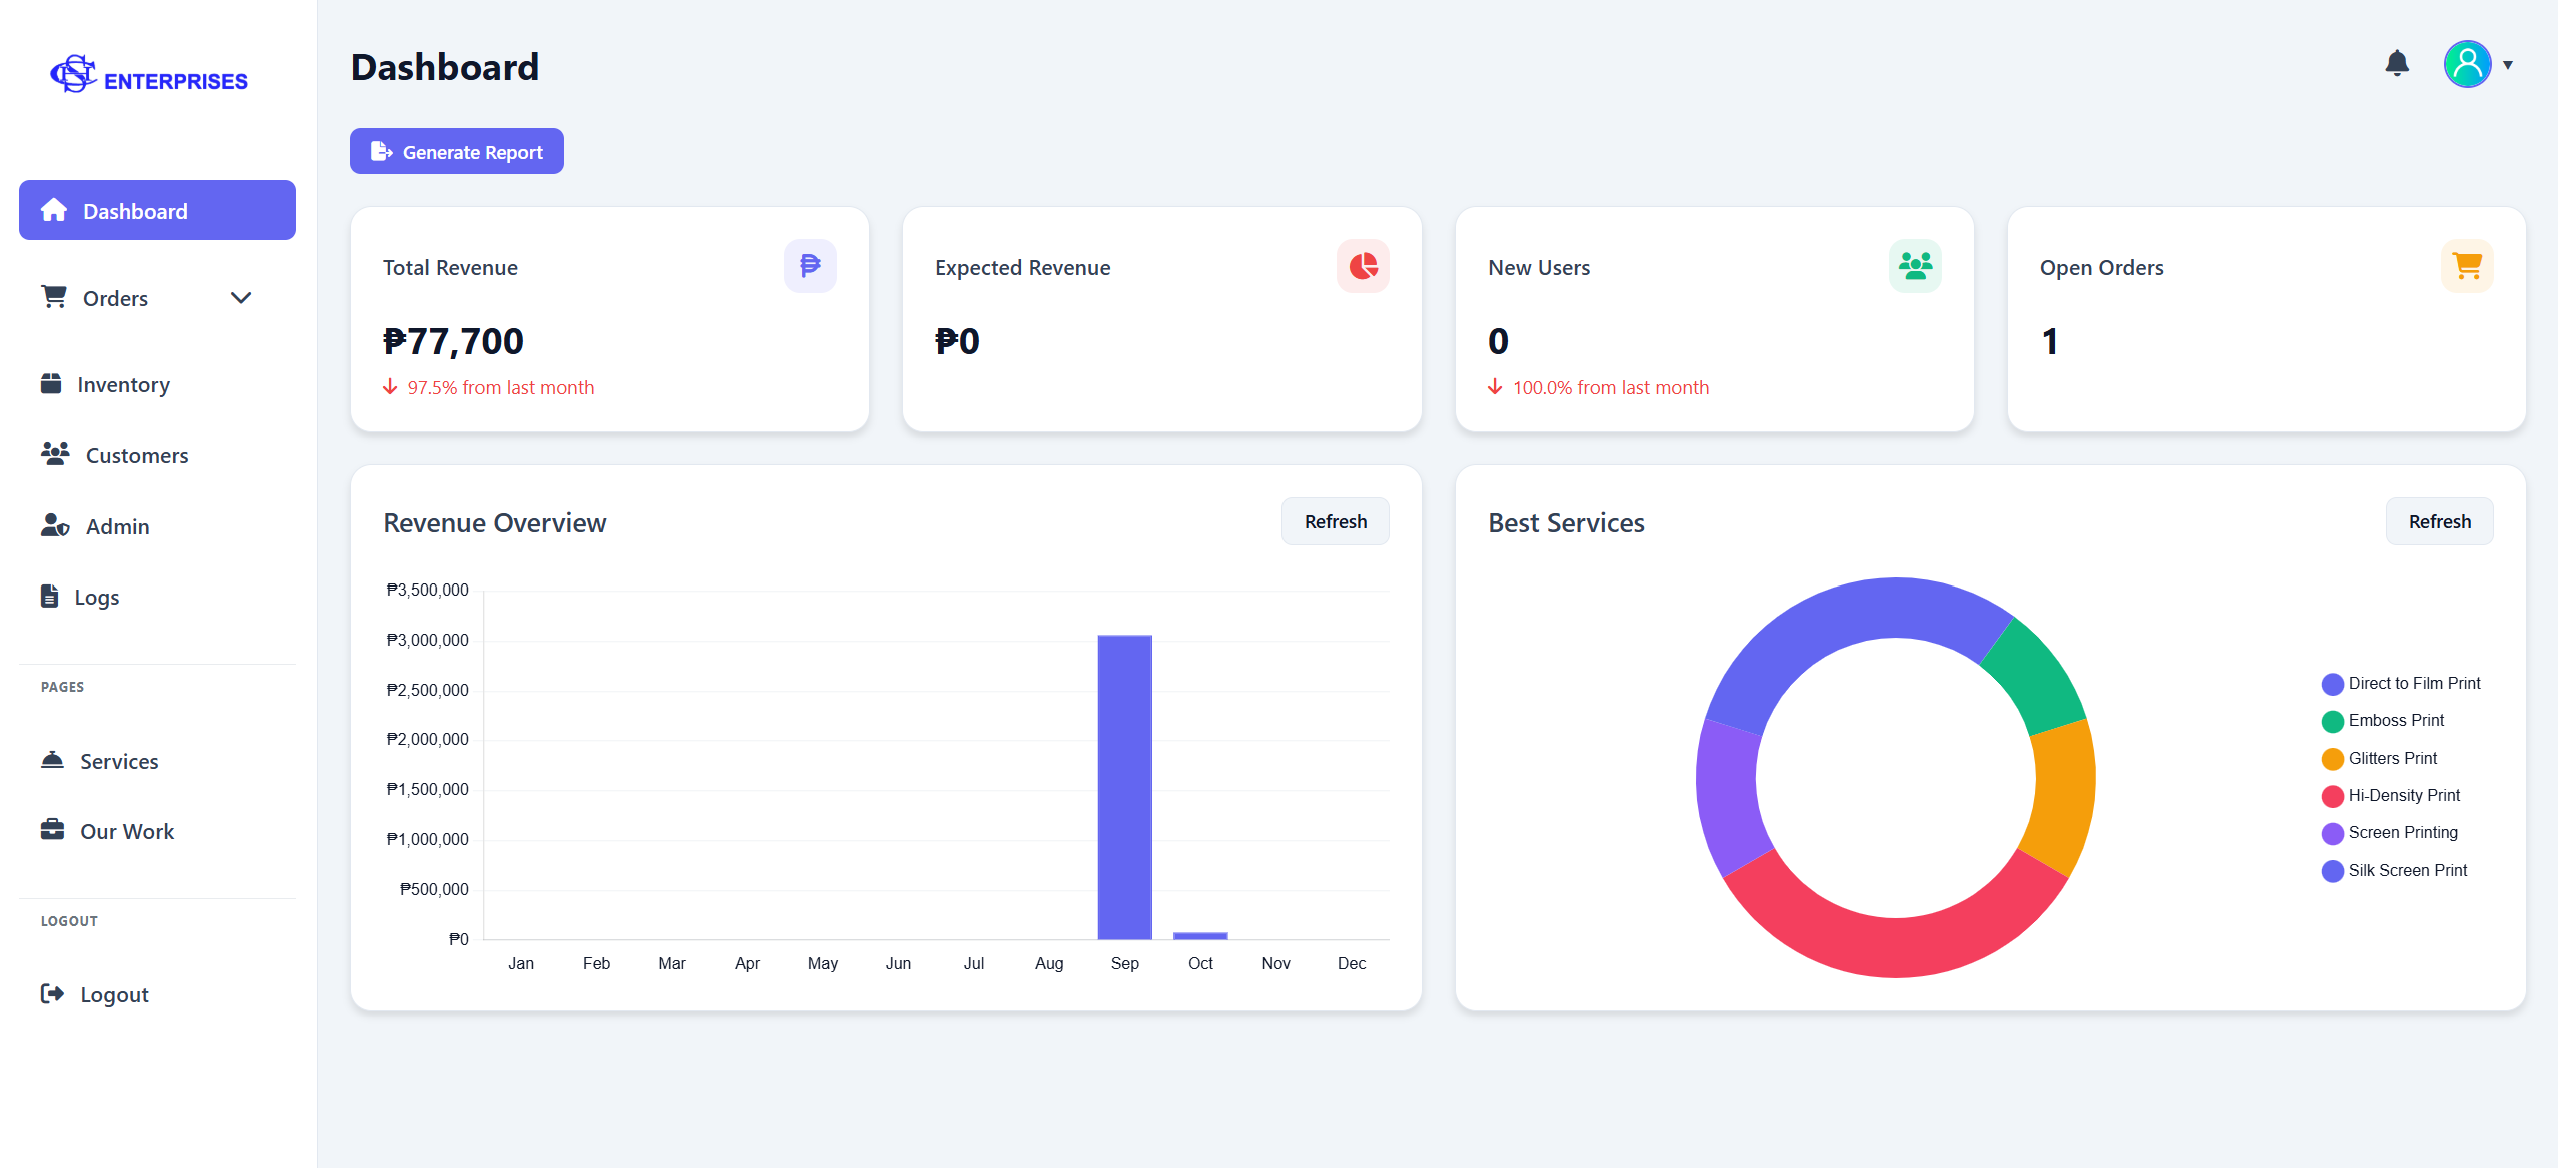 ENTERPRISES
Dashboard
Orders
Inventory
Customers
Admin
Logs
PAGES
Services
Our Work
LOGOUT
Logout
Dashboard
Generate Report
Total Revenue
₱77,700
97.5% from last month
Expected Revenue
₱0
New Users
0
100.0% from last month
Open Orders
1
Revenue Overview
Refresh
₱3,500,000
₱3,000,000
₱2,500,000
₱2,000,000
₱1,500,000
₱1,000,000
₱500,000
₱0
Jan Feb Mar Apr May Jun Jul Aug Sep Oct Nov Dec
Best Services
Refresh
Direct to Film Print
Emboss Print
Glitters Print
Hi-Density Print
Screen Printing
Silk Screen Print